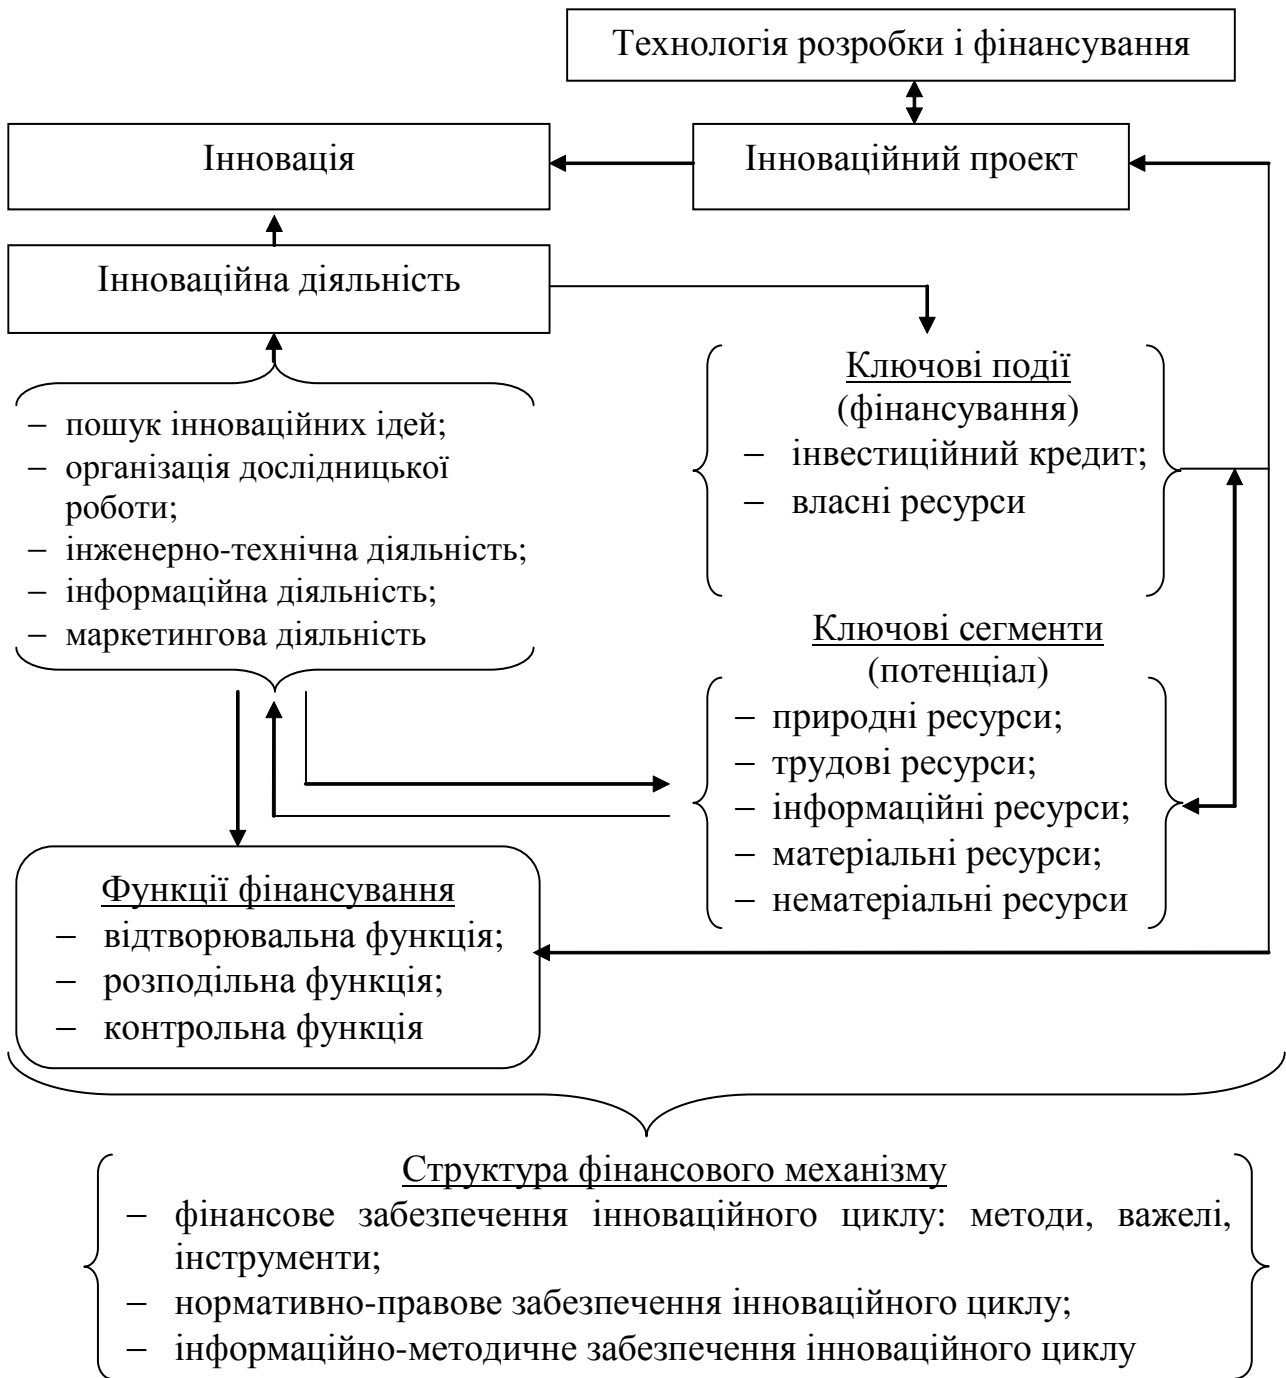 Технологія розробки і фінансування
Інновація
Інноваційний проект
Інноваційна діяльність
– пошук інноваційних ідей;
– організація дослідницької
роботи;
– інженерно-технічна діяльність;
– інформаційна діяльність;
– маркетингова діяльність
Ключові події
(фінансування)
– інвестиційний кредит;
– власні ресурси
Ключові сегменти
(потенціал)
– природні ресурси;
– трудові ресурси;
– інформаційні ресурси;
– матеріальні ресурси;
– нематеріальні ресурси
Функції фінансування
– відтворювальна функція;
– розподільна функція;
– контрольна функція
Структура фінансового механізму
– фінансове забезпечення інноваційного циклу: методи, важелі,
інструменти;
– нормативно-правове забезпечення інноваційного циклу;
– інформаційно-методичне забезпечення інноваційного циклу